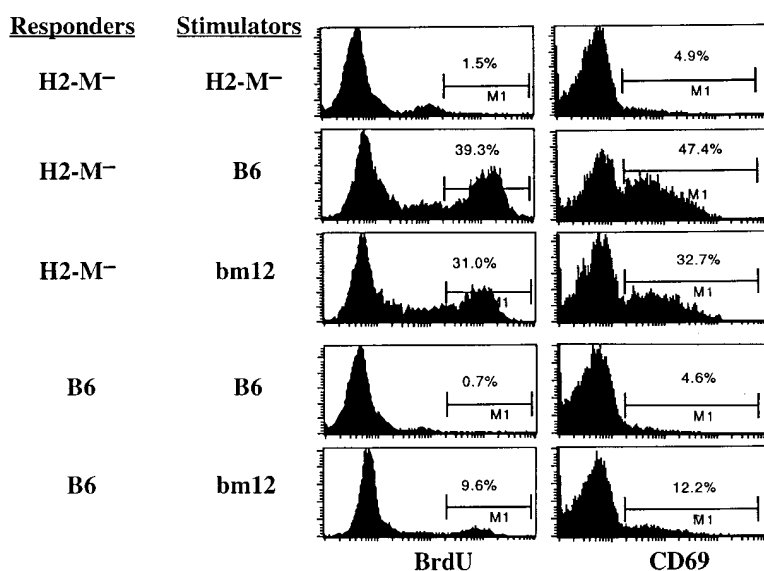 Responders Stimulators
H2-M⁻ H2-M⁻ 1.5% M1 4.9% M1
H2-M⁻ B6 39.3% 47.4% M1
H2-M⁻ bm12 31.0% M1 32.7% M1
B6 B6 0.7% M1 4.6% M1
B6 bm12 9.6% M1 12.2% M1
BrdU CD69